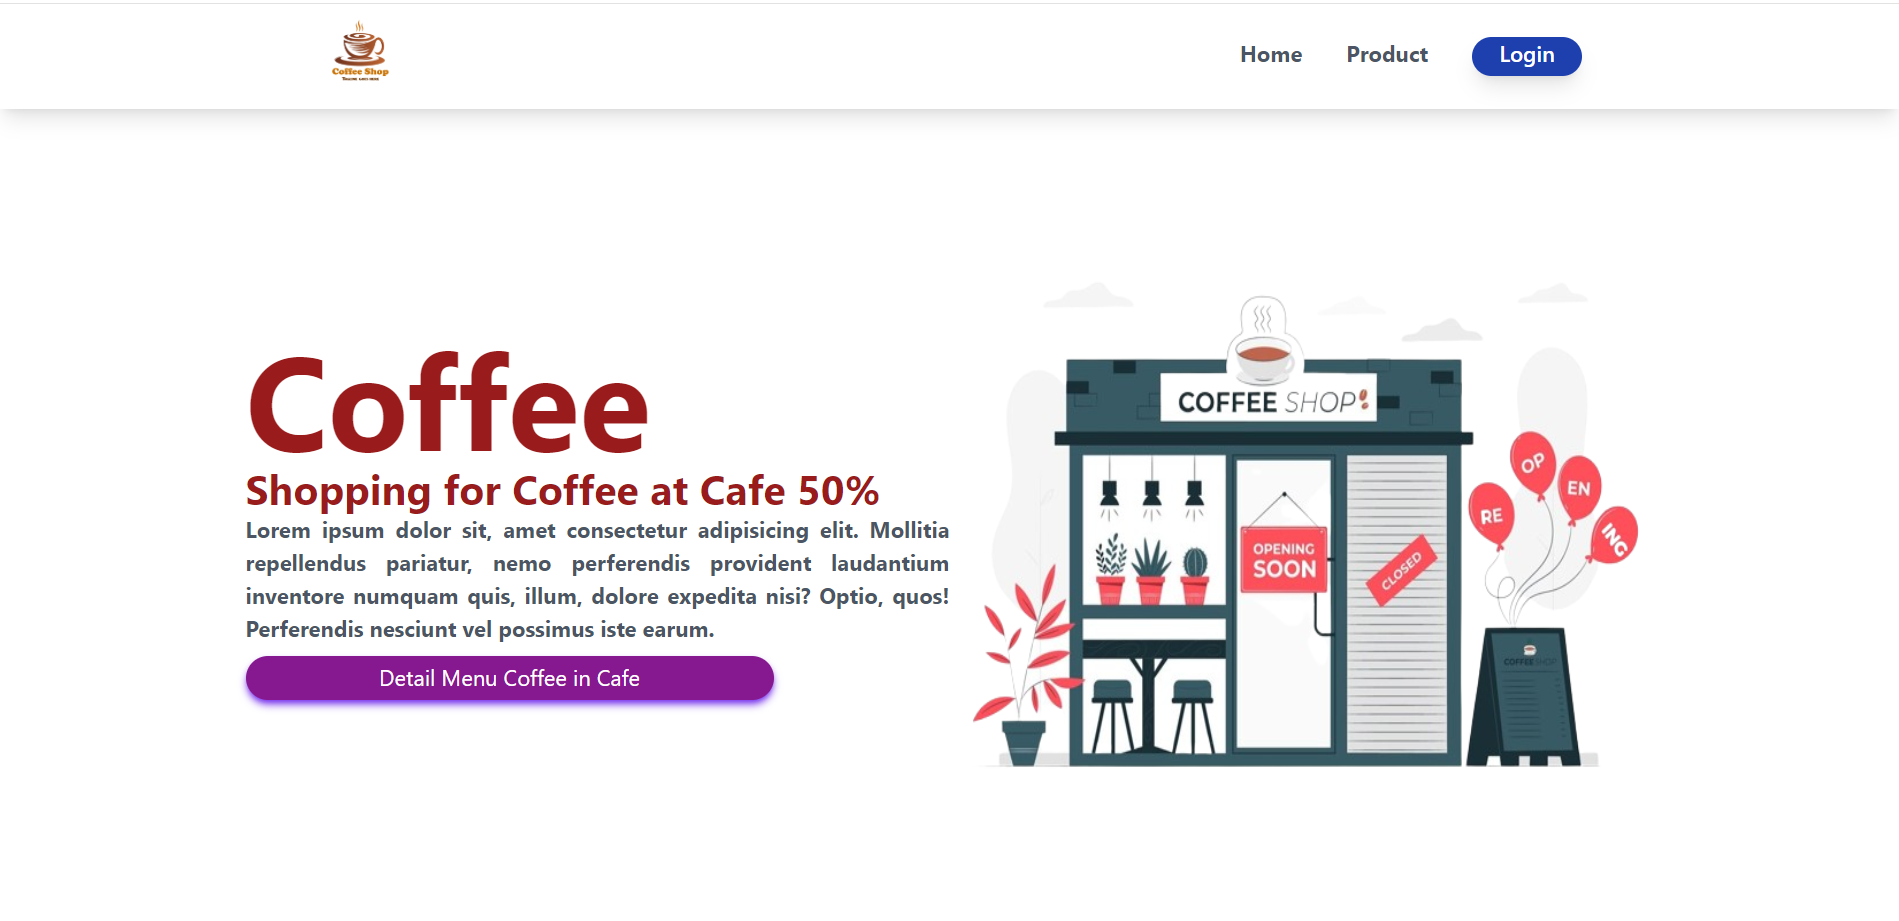 Coffee Shop
Home
Product
Login
Coffee
Shopping for Coffee at Cafe 50%
Lorem ipsum dolor sit, amet consectetur adipisicing elit. Mollitia
repellendus pariatur, nemo perferendis provident laudantium
inventore numquam quis, illum, dolore expedita nisi? Optio, quos!
Perferendis nesciunt vel possimus iste earum.
Detail Menu Coffee in Cafe
COFFEE SHOP
OPENING
SOON
CLOSED
RE
OP
EN
ING
COFFEE SHOP